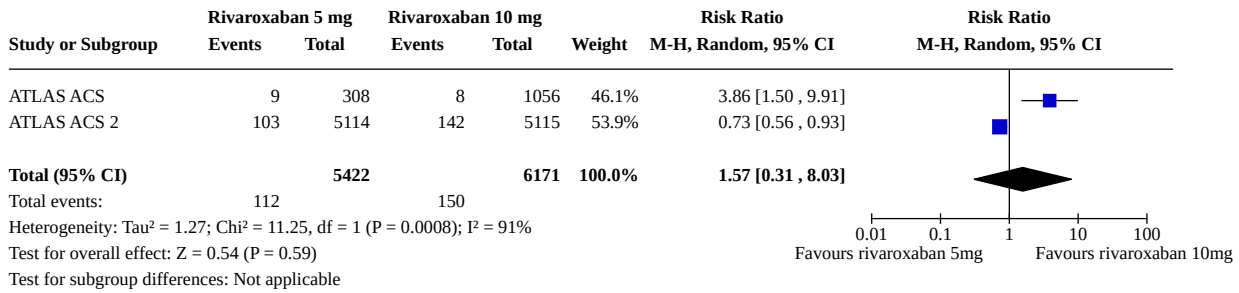 Rivaroxaban 5 mg Rivaroxaban 10 mg Risk Ratio Risk Ratio
Study or Subgroup Events Total Events Total Weight M-H, Random, 95% CI M-H, Random, 95% CI
ATLAS ACS 9 308 8 1056 46.1% 3.86 [1.50 , 9.91]
ATLAS ACS 2 103 5114 142 5115 53.9% 0.73 [0.56 , 0.93]
Total (95% CI) 5422 6171 100.0% 1.57 [0.31 , 8.03]
Total events: 112 150
Heterogeneity: Tau² = 1.27; Chi² = 11.25, df = 1 (P = 0.0008); I² = 91%
Test for overall effect: Z = 0.54 (P = 0.59)
Test for subgroup differences: Not applicable
0.01 0.1 1 10 100
Favours rivaroxaban 5mg Favours rivaroxaban 10mg